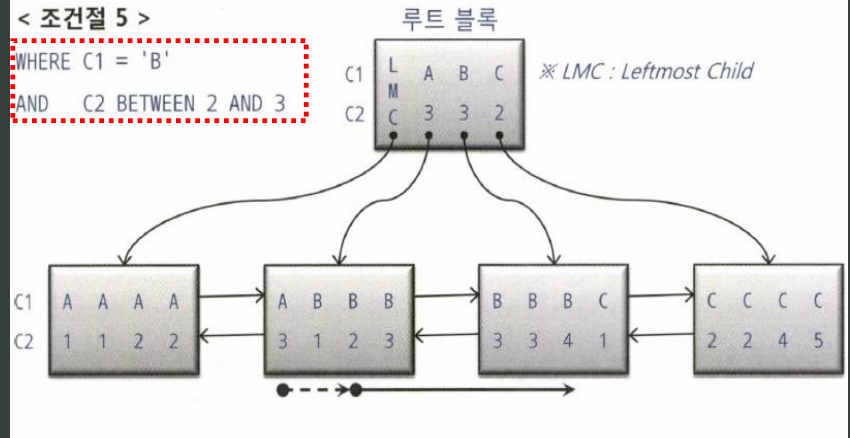 < 조건절 5 >
루트 블록
WHERE C1 = 'B'
AND C2 BETWEEN 2 AND 3
C1 LMC A B C
C2 3 3 2
※ LMC : Leftmost Child
C1 A A A A A B B B B B B C C C C C
C2 1 1 2 2 3 1 2 3 3 3 4 1 2 2 4 5